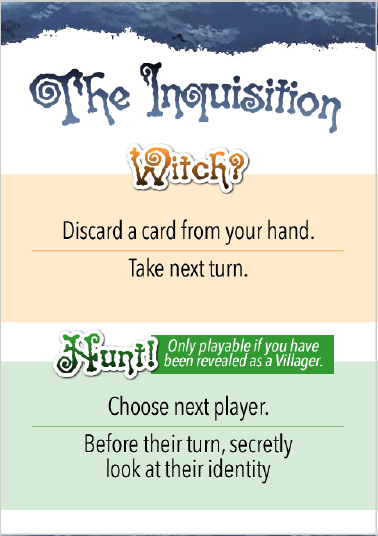 The Inquisition
Witch?
Discard a card from your hand.
Take next turn.
Hunt!
Only playable if you have
been revealed as a Villager.
Choose next player.
Before their turn, secretly
look at their identity